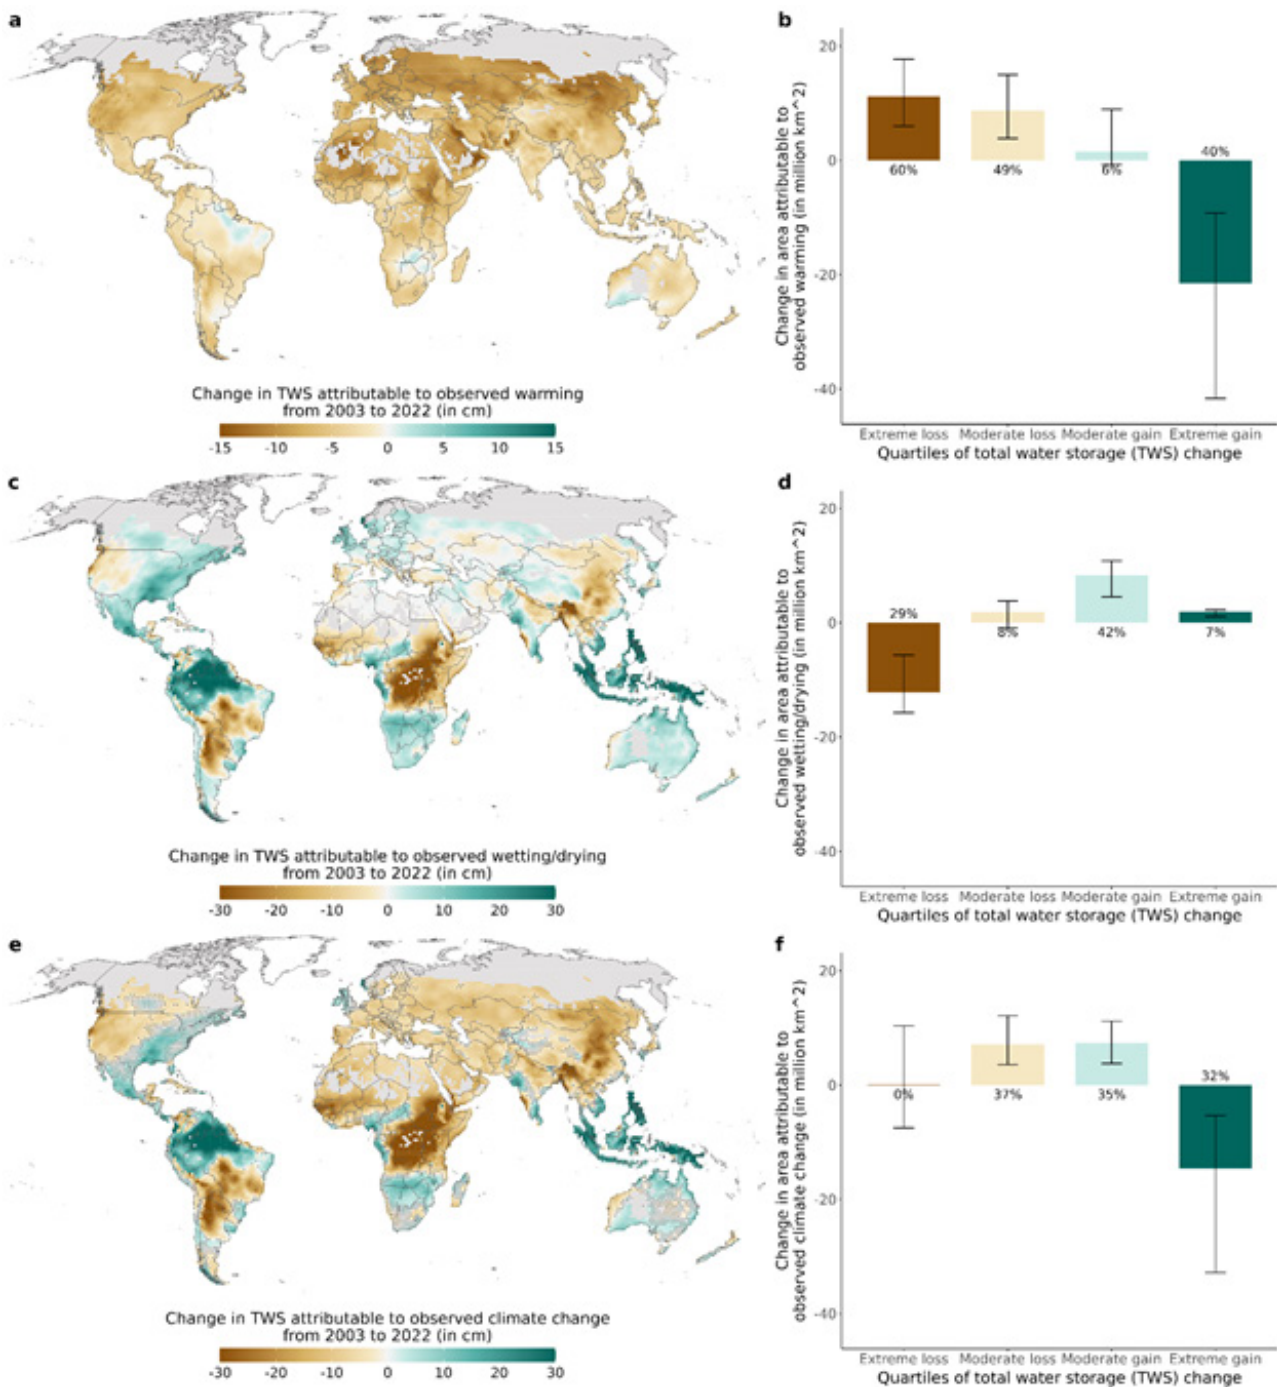 a
Change in TWS attributable to observed warming
from 2003 to 2022 (in cm)
-15 -10 -5 0 5 10 15
b
Change in area attributable to
observed warming (in million km^2)
20
0
-20
-40
60% 49% 6% 40%
Extreme loss Moderate loss Moderate gain Extreme gain
Quartiles of total water storage (TWS) change
c
Change in TWS attributable to observed wetting/drying
from 2003 to 2022 (in cm)
-30 -20 -10 0 10 20 30
d
Change in area attributable to
observed wetting/drying (in million km^2)
20
0
-20
-40
29% 8% 42% 7%
Extreme loss Moderate loss Moderate gain Extreme gain
Quartiles of total water storage (TWS) change
e
Change in TWS attributable to observed climate change
from 2003 to 2022 (in cm)
-30 -20 -10 0 10 20 30
f
Change in area attributable to
observed climate change (in million km^2)
20
0
-20
-40
0% 37% 35% 32%
Extreme loss Moderate loss Moderate gain Extreme gain
Quartiles of total water storage (TWS) change